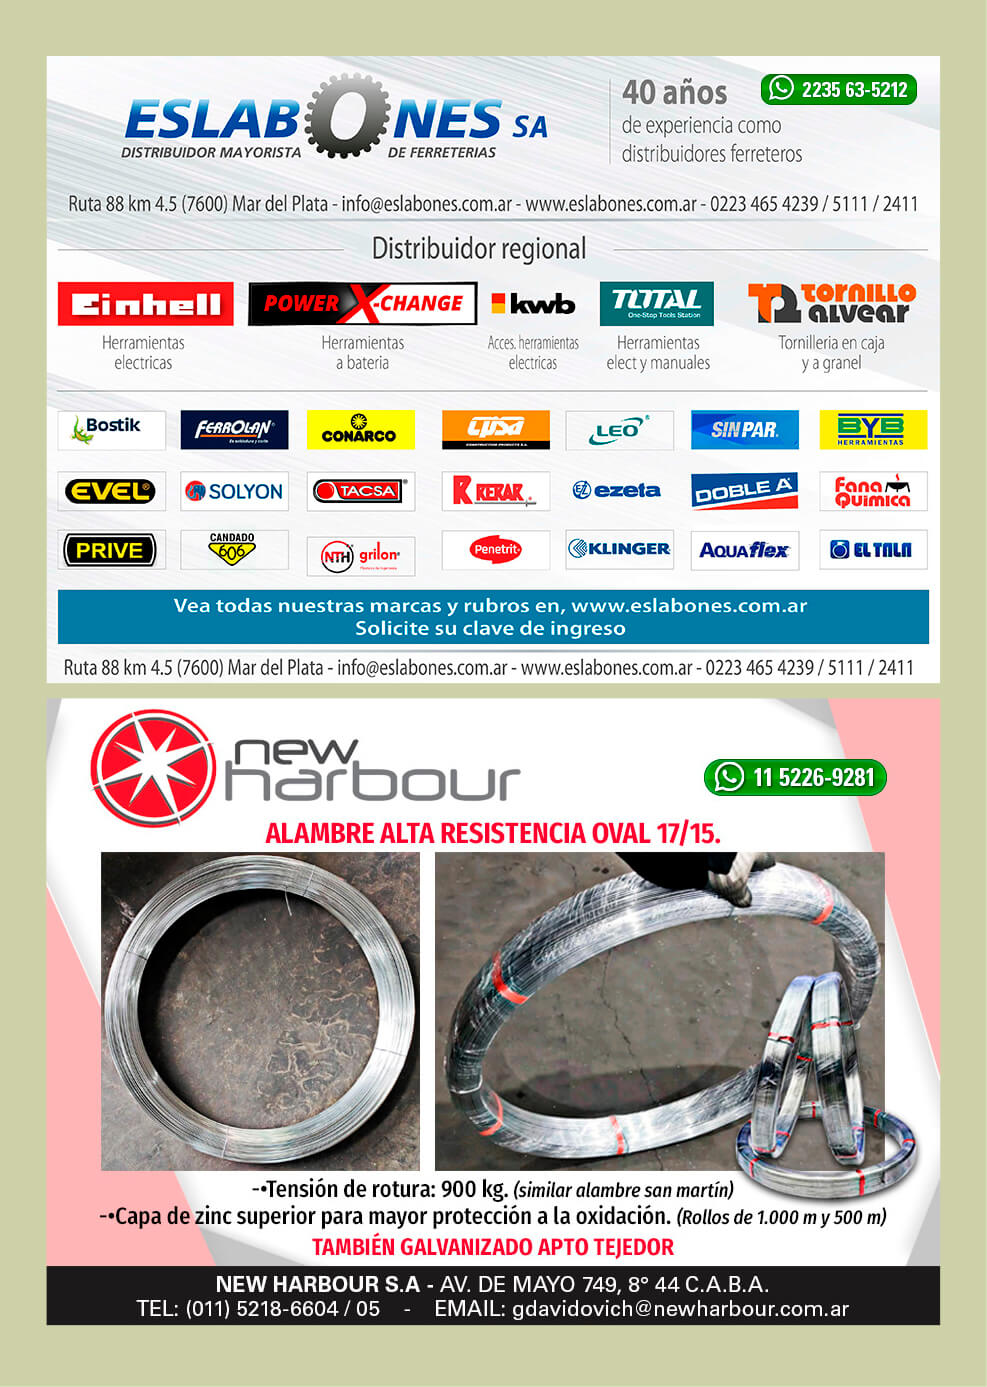 ESLABONES SA
DISTRIBUIDOR MAYORISTA DE FERRETERIAS
40 años
de experiencia como
distribuidores ferreteros
2235 63-5212
Ruta 88 km 4.5 (7600) Mar del Plata - info@eslabones.com.ar - www.eslabones.com.ar - 0223 465 4239 / 5111 / 2411
Distribuidor regional
Einhell
POWER X-CHANGE
kwb
TOTAL
One-Stop Tools Station
TORNILLO
alvear
Herramientas
electricas
Herramientas
a bateria
Acces. herramientas
electricas
Herramientas
elect y manuales
Tornilleria en caja
y a granel
Bostik
FERROLAN
En soldadura y corte
CONARCO
LPSA
CONSTRUCTION PRODUCTS S.A.
LEO
SINPAR
BYB
HERRAMIENTAS
EVEL
SOLYON
TACSA
R RERAR
EZ ezeta
DOBLE A
Fana
Quimica
PRIVE
CANDADO
606
NTH grilon
Penetrit
KLINGER
AQUAflex
EL TALA
Vea todas nuestras marcas y rubros en, www.eslabones.com.ar
Solicite su clave de ingreso
Ruta 88 km 4.5 (7600) Mar del Plata - info@eslabones.com.ar - www.eslabones.com.ar - 0223 465 4239 / 5111 / 2411
new
harbour
11 5226-9281
ALAMBRE ALTA RESISTENCIA OVAL 17/15.
-•Tensión de rotura: 900 kg. (similar alambre san martín)
-•Capa de zinc superior para mayor protección a la oxidación. (Rollos de 1.000 m y 500 m)
TAMBIÉN GALVANIZADO APTO TEJEDOR
NEW HARBOUR S.A - AV. DE MAYO 749, 8° 44 C.A.B.A.
TEL: (011) 5218-6604 / 05 - EMAIL: gdavidovich@newharbour.com.ar